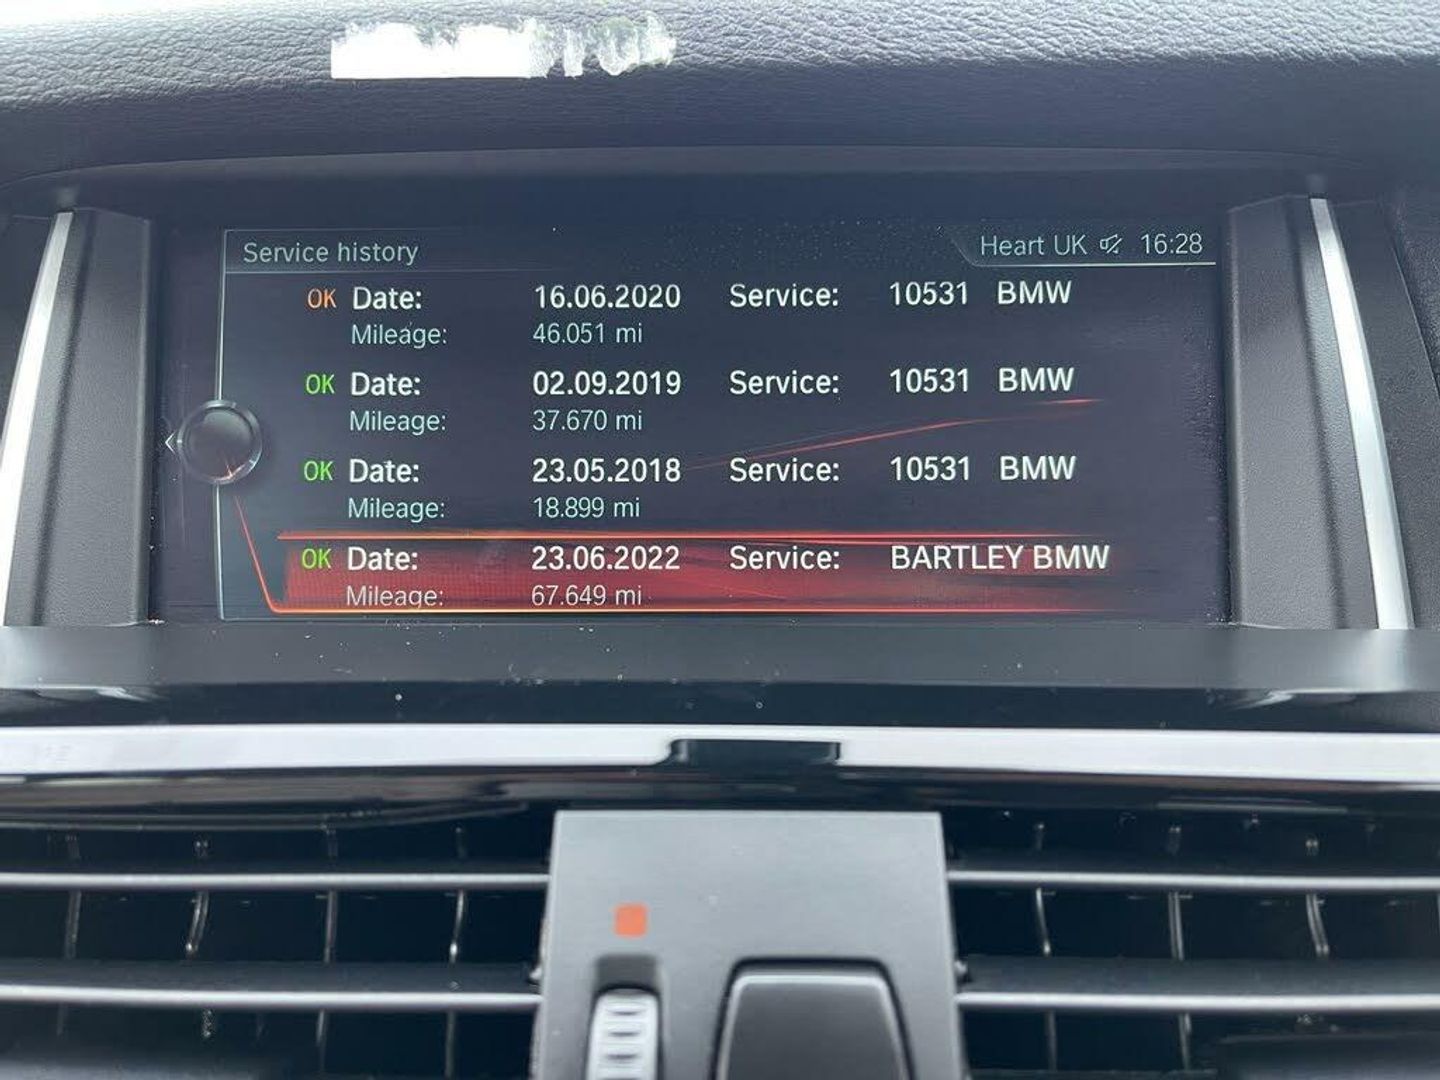 Service history Heart UK 16:28
OK Date: 16.06.2020 Service: 10531 BMW
Mileage: 46.051 mi
OK Date: 02.09.2019 Service: 10531 BMW
Mileage: 37.670 mi
OK Date: 23.05.2018 Service: 10531 BMW
Mileage: 18.899 mi
OK Date: 23.06.2022 Service: BARTLEY BMW
Mileage: 67.649 mi